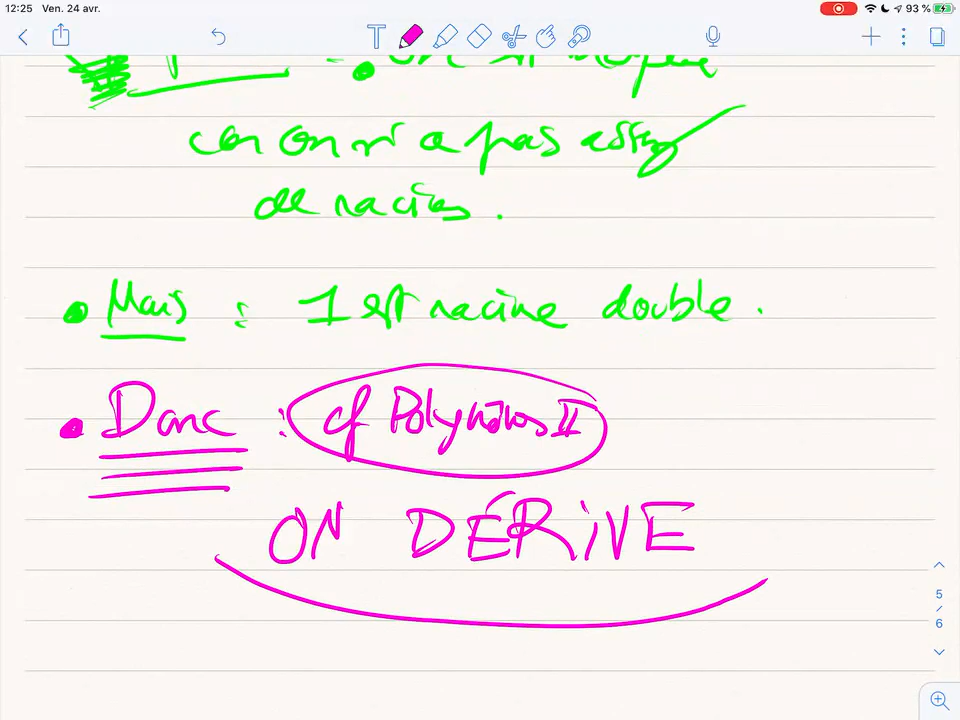 12:25 Ven. 24 avr. 93 %
T
car on n'a pas assez
de racines.
• Mais : 1 est racine double.
• Donc : cf Polynômes II
ON DÉRIVE
5
/
6